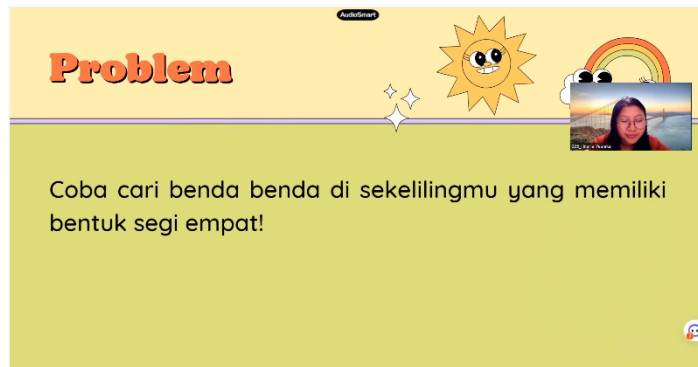 AudioSmart
Problem
Coba cari benda benda di sekelilingmu yang memiliki
bentuk segi empat!